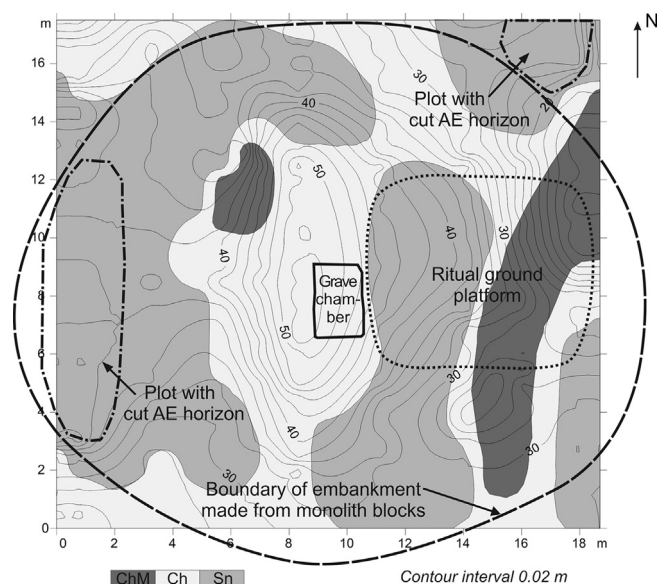 m
16
14
12
10
8
6
4
2
0
0
2
4
6
8
10
12
14
16
m
N
40
30
20
Plot with
cut AE horizon
50
40
40
30
Ritual ground
platform
Grave
cham-
ber
50
Plot with
cut AE horizon
30
40
30
30
Boundary of embankment
made from monolith blocks
ChM
Ch
Sn
Contour interval 0.02 m